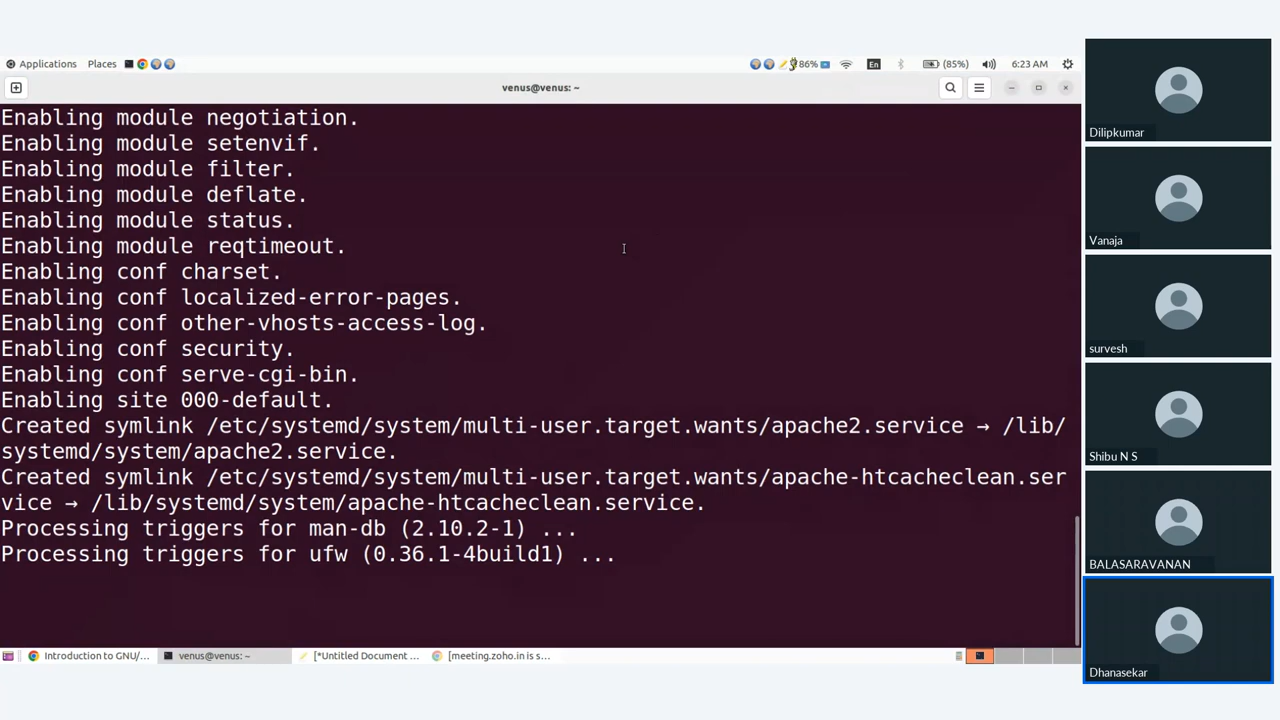 Applications Places 86% En (85%) 6:23 AM
venus@venus: ~
Enabling module negotiation.
Enabling module setenvif.
Enabling module filter.
Enabling module deflate.
Enabling module status.
Enabling module reqtimeout.
Enabling conf charset.
Enabling conf localized-error-pages.
Enabling conf other-vhosts-access-log.
Enabling conf security.
Enabling conf serve-cgi-bin.
Enabling site 000-default.
Created symlink /etc/systemd/system/multi-user.target.wants/apache2.service → /lib/
systemd/system/apache2.service.
Created symlink /etc/systemd/system/multi-user.target.wants/apache-htcacheclean.ser
vice → /lib/systemd/system/apache-htcacheclean.service.
Processing triggers for man-db (2.10.2-1) ...
Processing triggers for ufw (0.36.1-4build1) ...
Introduction to GNU/... venus@venus: ~ [*Untitled Document ... [meeting.zoho.in is s...
Dilipkumar
Vanaja
survesh
Shibu N S
BALASARAVANAN
Dhanasekar